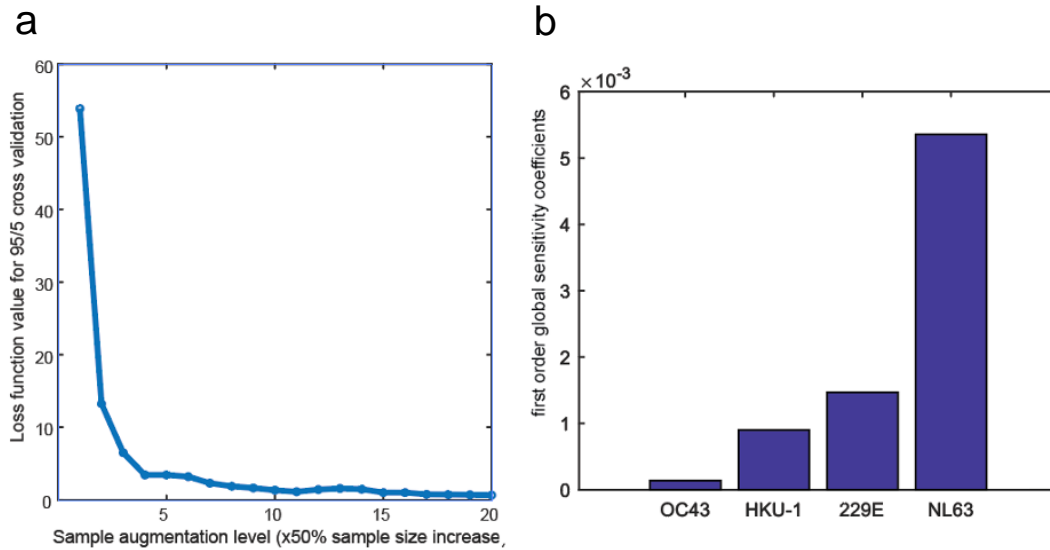 a
Loss function value for 95/5 cross validation
60
50
40
30
20
10
0
5
10
15
20
Sample augmentation level (x50% sample size increase,
b
first order global sensitivity coefficients
×10⁻³
6
5
4
3
2
1
0
OC43
HKU-1
229E
NL63